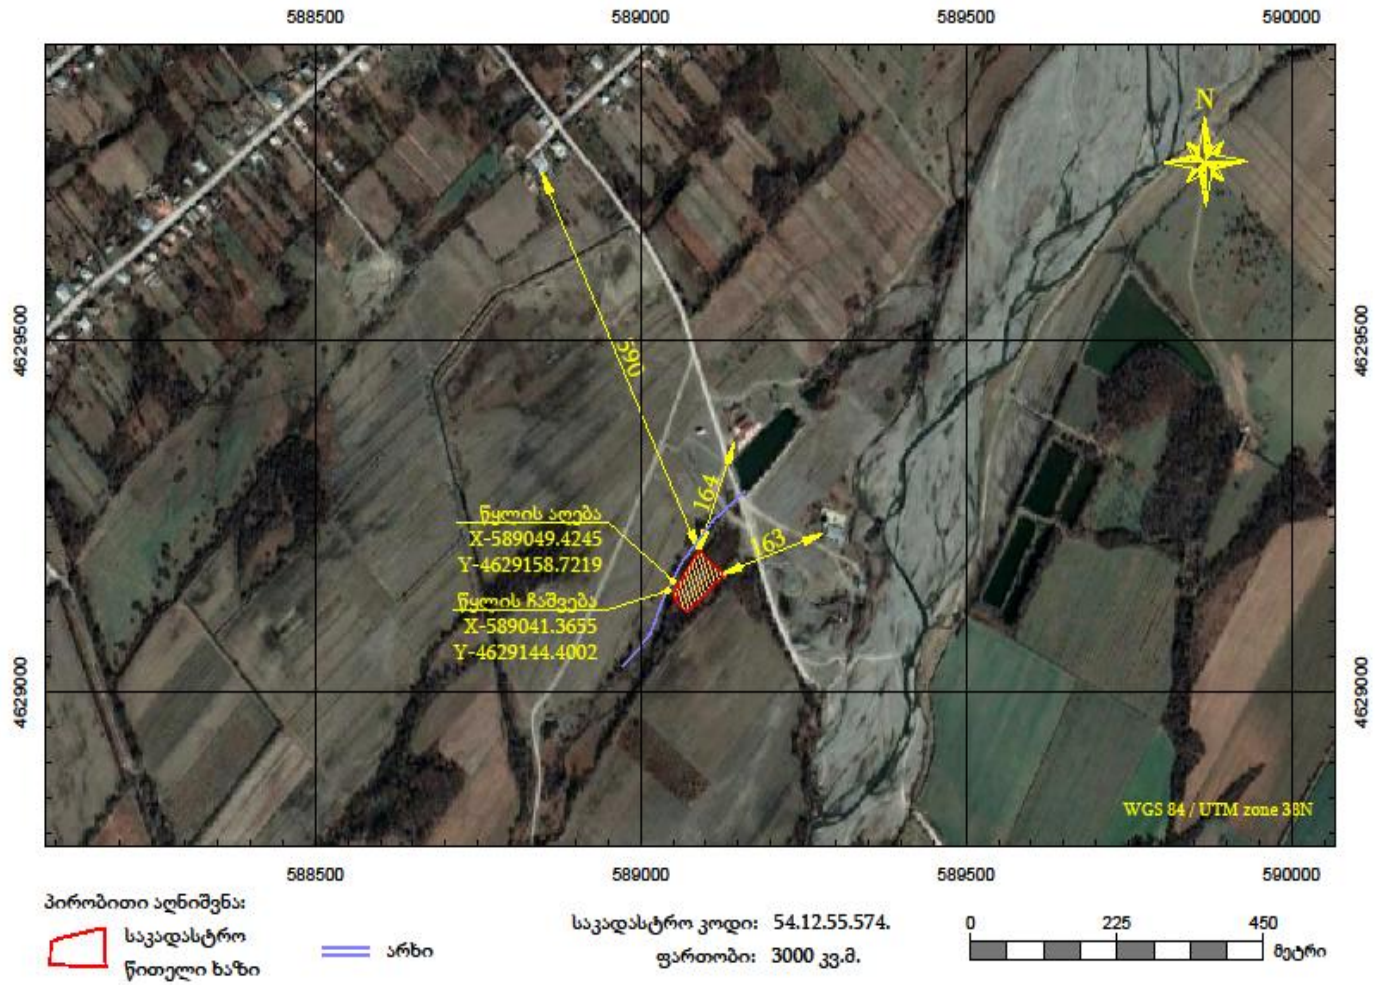 588500 589000 589500 590000
N
4629500 4629500
590
164
163
წყლის აღება
X-589049.4245
Y-4629158.7219
წყლის ჩაშვება
X-589041.3655
Y-4629144.4002
4629000 4629000
WGS 84 / UTM zone 38N
588500 589000 589500 590000
პირობითი აღნიშვნა:
საკადასტრო
წითელი ხაზი
არხი
საკადასტრო კოდი: 54.12.55.574.
ფართობი: 3000 კვ.მ.
0 225 450
მეტრი